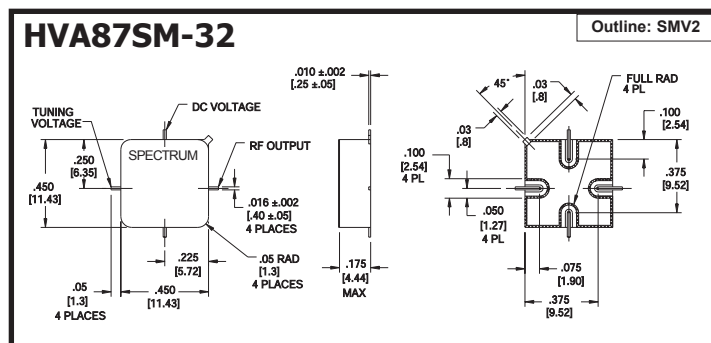 HVA87SM-32
Outline: SMV2
.010 ±.002
[.25 ±.05]
TUNING
VOLTAGE
DC VOLTAGE
SPECTRUM
RF OUTPUT
.250
[6.35]
.450
[11.43]
.016 ±.002
[.40 ±.05]
4 PLACES
.225
[5.72]
.05 RAD
[1.3]
4 PLACES
.05
[1.3]
4 PLACES
.450
[11.43]
.175
[4.44]
MAX
45°
.03
[.8]
.03
[.8]
FULL RAD
4 PL
.100
[2.54]
.100
[2.54]
4 PL
.375
[9.52]
.050
[1.27]
4 PL
.075
[1.90]
.375
[9.52]